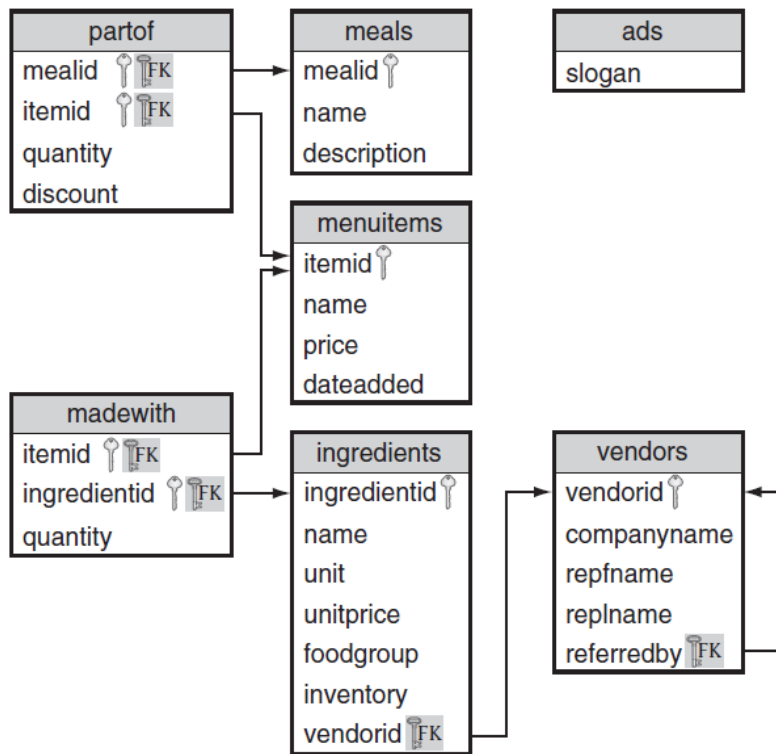 partof
mealid FK
itemid FK
quantity
discount
meals
mealid
name
description
ads
slogan
menuitems
itemid
name
price
dateadded
madewith
itemid FK
ingredientid FK
quantity
ingredients
ingredientid
name
unit
unitprice
foodgroup
inventory
vendorid FK
vendors
vendorid
companyname
repfname
replname
referredby FK